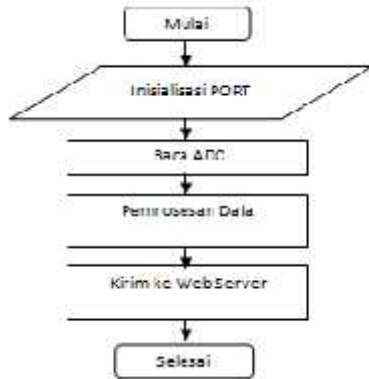 Mulai
Inisialisasi PORT
Baca ADC
Pemrosesan Data
Kirim ke WebServer
Selesai